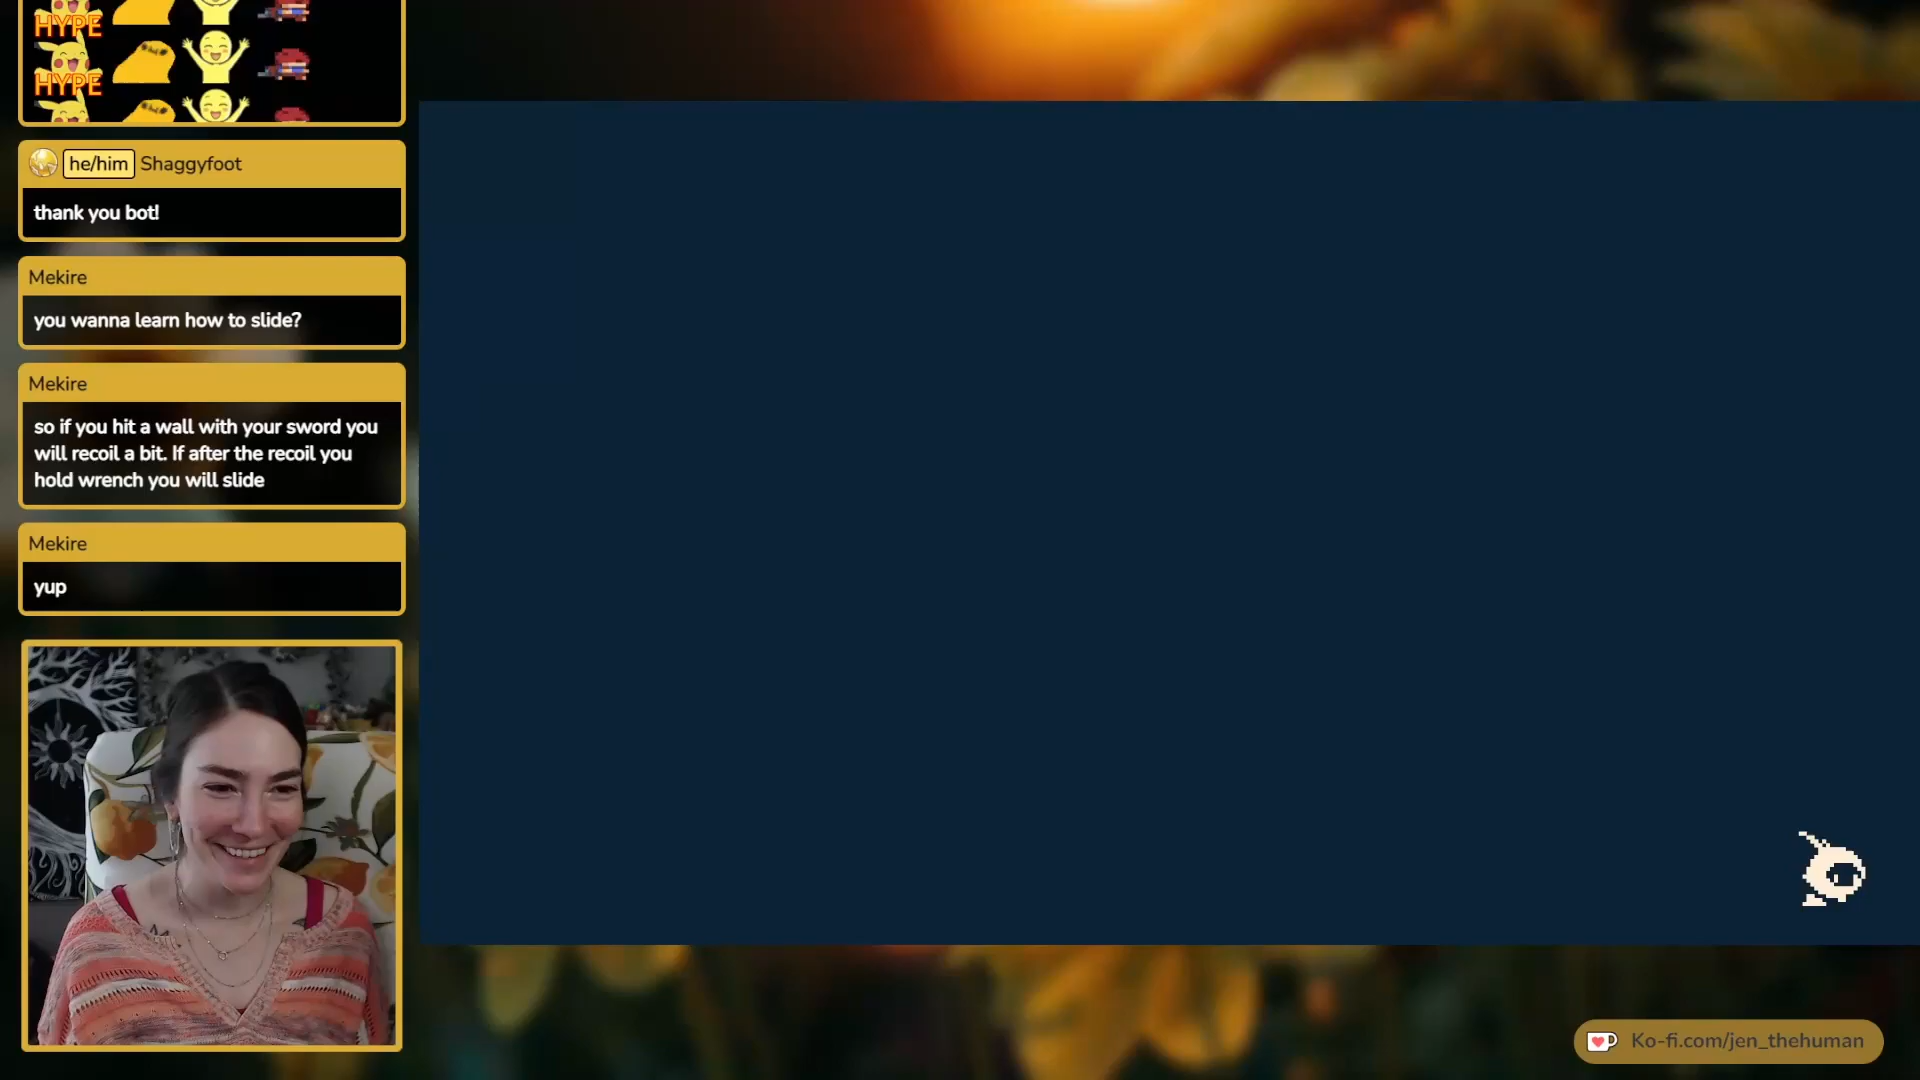 HYPE
HYPE
he/him Shaggyfoot
thank you bot!
Mekire
you wanna learn how to slide?
Mekire
so if you hit a wall with your sword you
will recoil a bit. If after the recoil you
hold wrench you will slide
Mekire
yup
Ko-fi.com/jen_thehuman